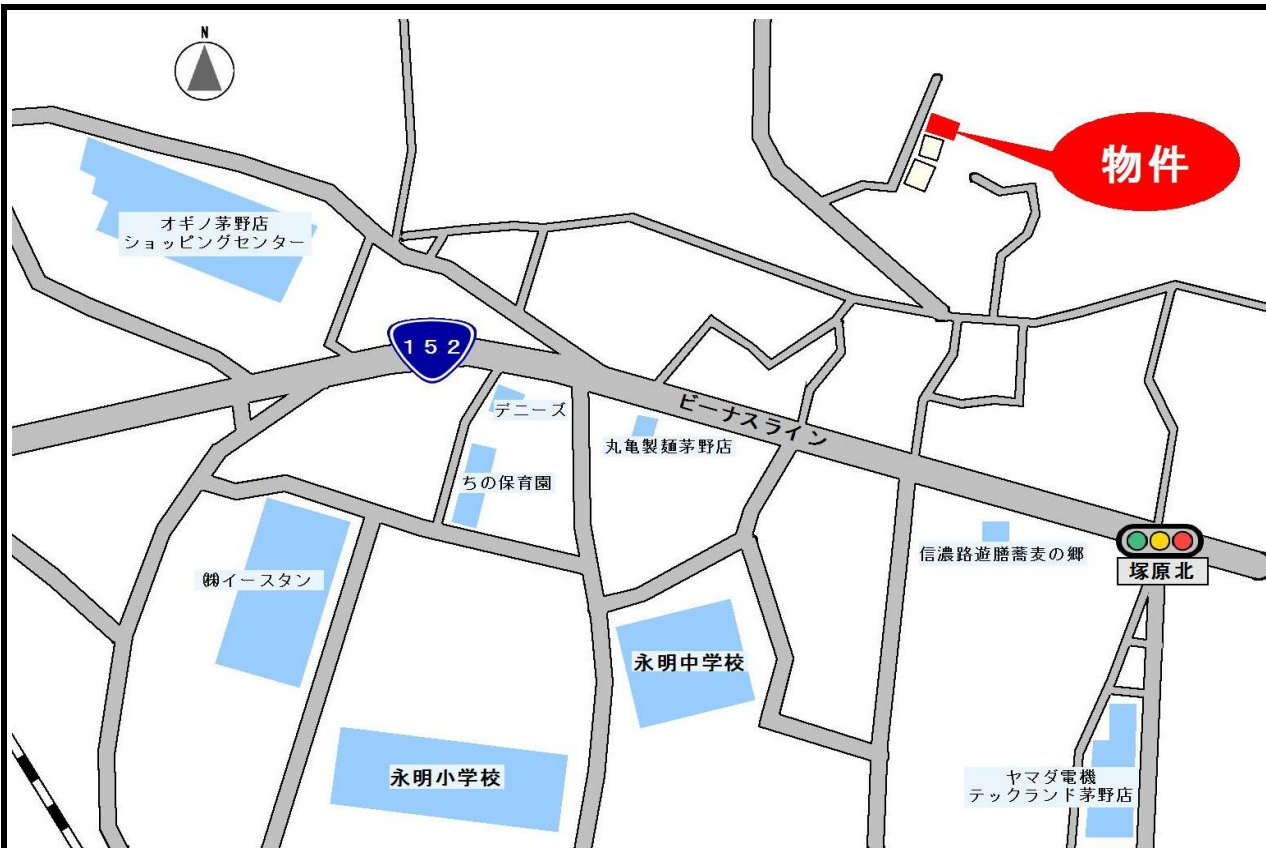 N
物件
オギノ茅野店
ショッピングセンター
１５２
デニーズ
ビーナスライン
丸亀製麺茅野店
ちの保育園
信濃路遊膳蕎麦の郷
塚原北
㈱イースタン
永明中学校
永明小学校
ヤマダ電機
テックランド茅野店